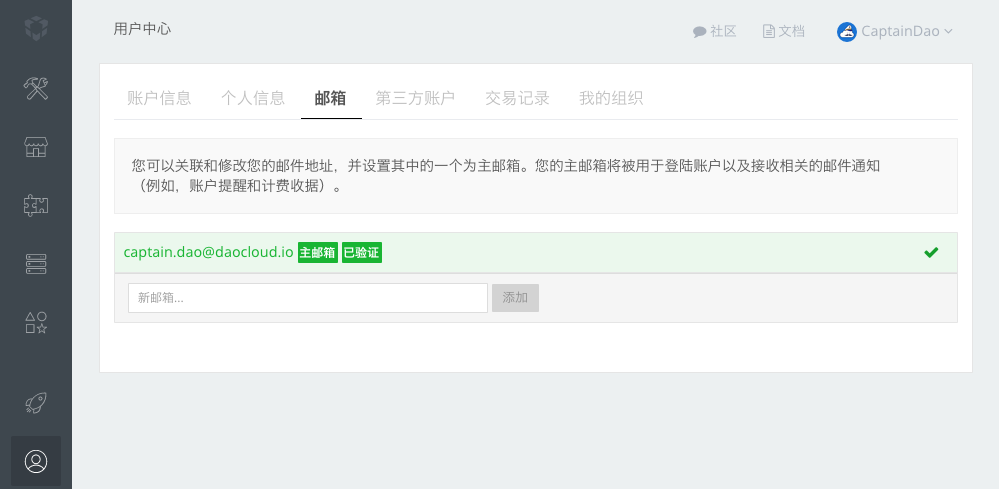 用户中心
社区 文档 CaptainDao
账户信息 个人信息 邮箱 第三方账户 交易记录 我的组织
您可以关联和修改您的邮件地址，并设置其中的一个为主邮箱。您的主邮箱将被用于登陆账户以及接收相关的邮件通知
（例如，账户提醒和计费收据）。
captain.dao@daocloud.io 主邮箱 已验证
新邮箱... 添加